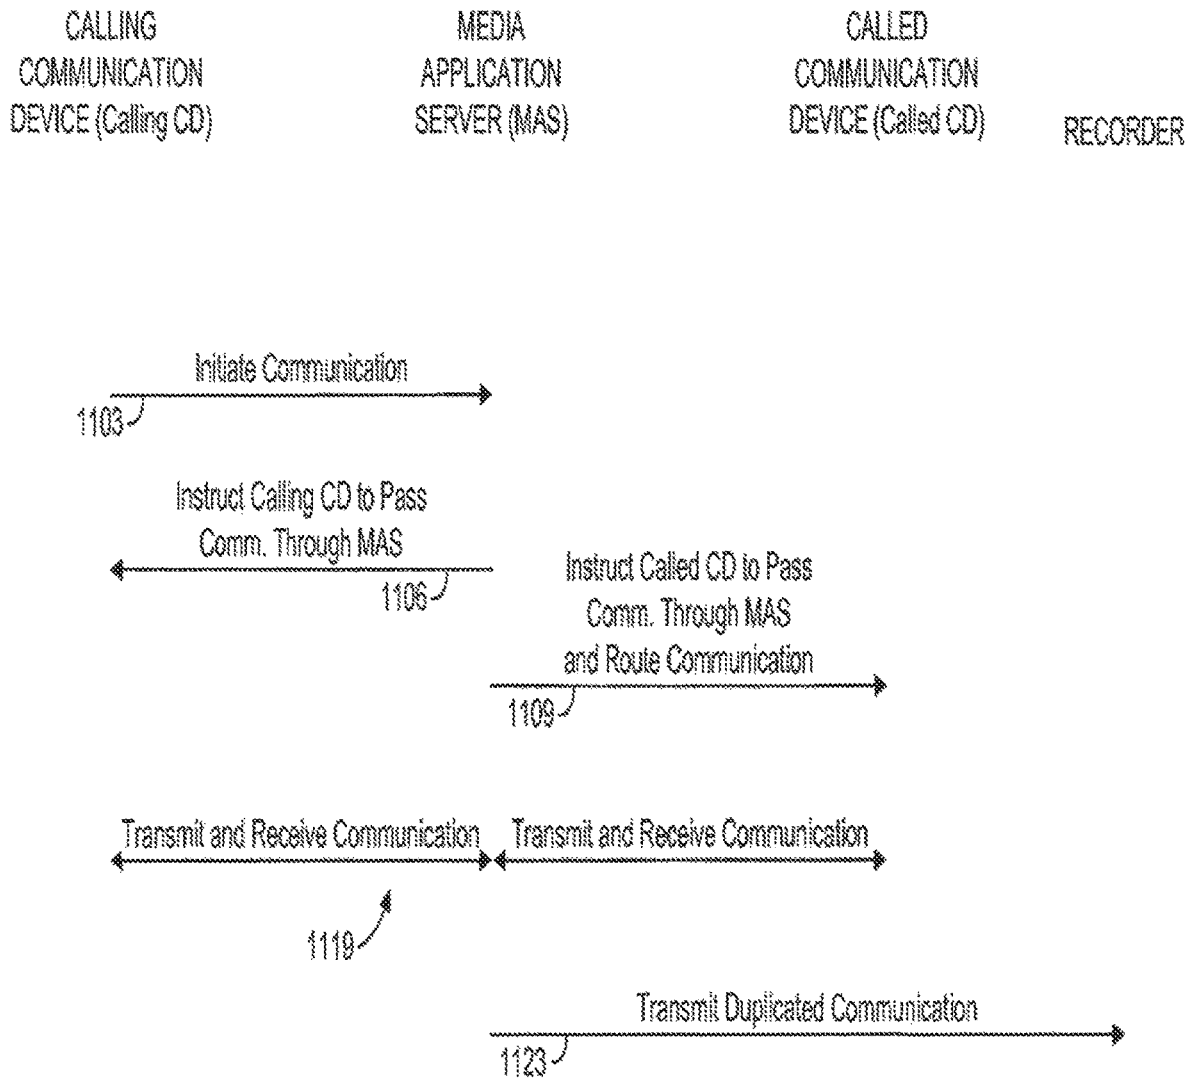 CALLING
COMMUNICATION
DEVICE (Calling CD)
MEDIA
APPLICATION
SERVER (MAS)
CALLED
COMMUNICATION
DEVICE (Called CD)
RECORDER
Initiate Communication
1103
Instruct Calling CD to Pass
Comm. Through MAS
1106
Instruct Called CD to Pass
Comm. Through MAS
and Route Communication
1109
Transmit and Receive Communication
Transmit and Receive Communication
1119
Transmit Duplicated Communication
1123